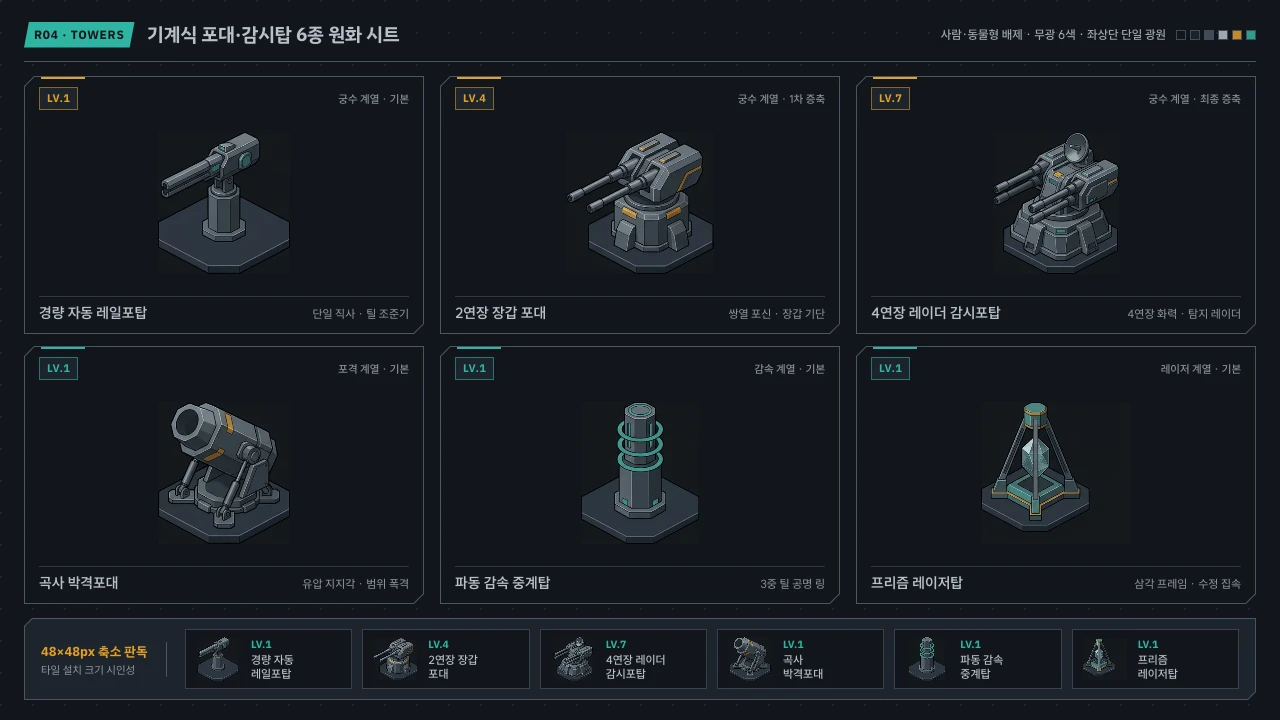 R04 · TOWERS
기계식 포대·감시탑 6종 원화 시트
사람·동물형 배제 · 무광 6색 · 좌상단 단일 광원
LV.1
궁수 계열 · 기본
경량 자동 레일포탑
단일 직사 · 틸 조준기
LV.4
궁수 계열 · 1차 증축
2연장 장갑 포대
쌍열 포신 · 장갑 기단
LV.7
궁수 계열 · 최종 증축
4연장 레이더 감시포탑
4연장 화력 · 탐지 레이더
LV.1
포격 계열 · 기본
곡사 박격포대
유압 지지각 · 범위 폭격
LV.1
감속 계열 · 기본
파동 감속 중계탑
3중 틸 공명 링
LV.1
레이저 계열 · 기본
프리즘 레이저탑
삼각 프레임 · 수정 집속
48×48px 축소 판독
타일 설치 크기 시인성
LV.1
경량 자동
레일포탑
LV.4
2연장 장갑
포대
LV.7
4연장 레이더
감시포탑
LV.1
곡사
박격포대
LV.1
파동 감속
중계탑
LV.1
프리즘
레이저탑